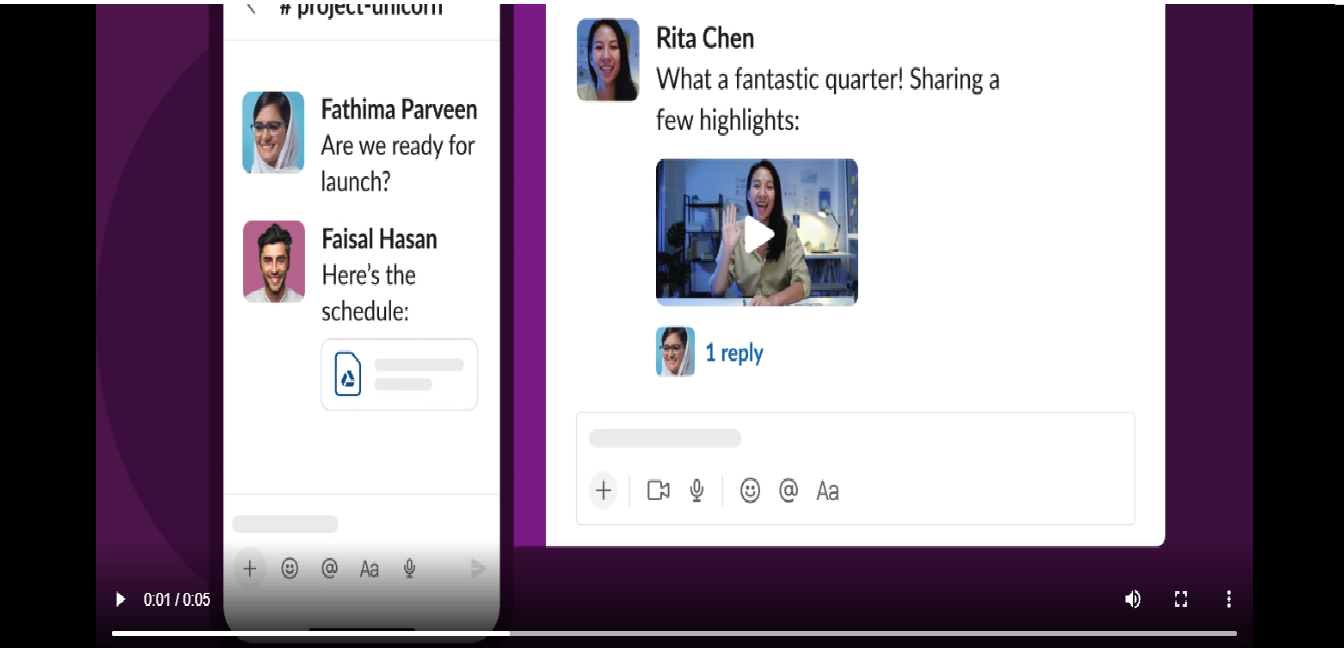 # project-unicorn
Fathima Parveen
Are we ready for
launch?
Faisal Hasan
Here’s the
schedule:
Aa
Rita Chen
What a fantastic quarter! Sharing a
few highlights:
1 reply
@ Aa
0:01 / 0:05